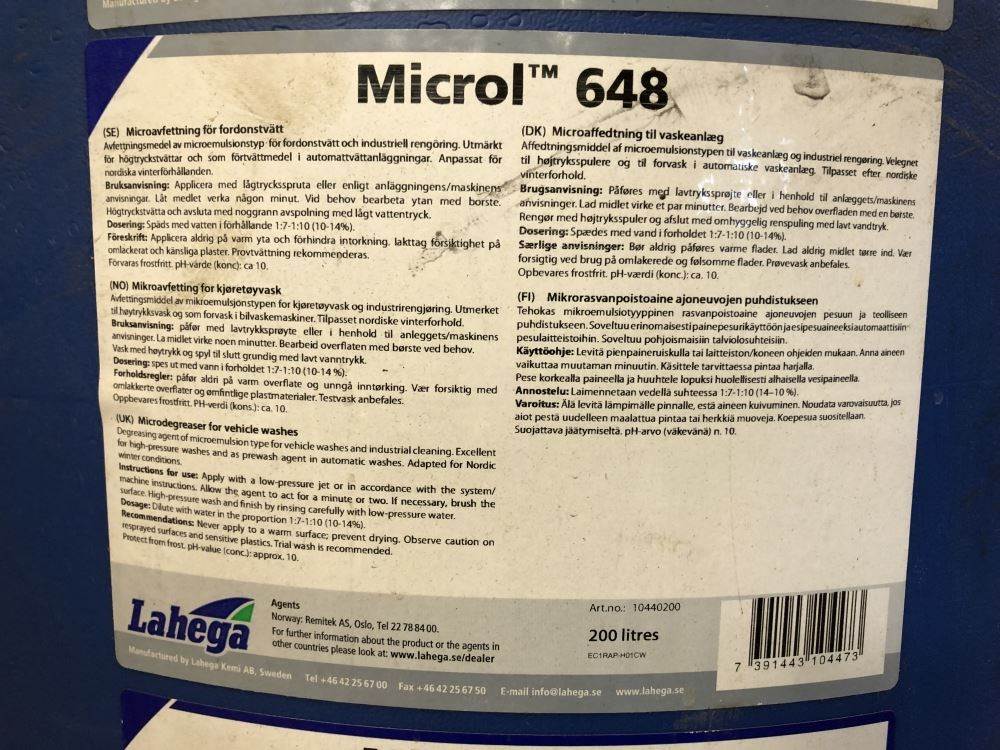 Microl™ 648
(SE) Microavfettning för fordonstvätt
Avfettningsmedel av microemulsionstyp för fordonstvätt och industriell rengöring. Utmärkt
för högtryckstvättar och som förtvättmedel i automattvättanläggningar. Anpassat för
nordiska vinterförhållanden.
Bruksanvisning: Applicera med lågtrycksspruta eller enligt anläggningens/maskinens
anvisningar. Låt medlet verka någon minut. Vid behov bearbeta ytan med borste.
Högtryckstvätta och avsluta med noggrann avspolning med lågt vattentryck.
Dosering: Späds med vatten i förhållande 1:7-1:10 (10-14%).
Föreskrift: Applicera aldrig på varm yta och förhindra intorkning. Iakttag försiktighet på
omlackerat och känsliga plaster. Provtvättning rekommenderas.
Förvaras frostfritt. pH-värde (konc): ca 10.
(NO) Mikroavfetting for kjøretøyvask
Avfettingsmiddel av mikroemulsjonstypen for kjøretøyvask og industrirengjøring. Utmerket
til høytrykksvask og som forvask i bilvaskemaskiner. Tilpasset nordiske vinterforhold.
Bruksanvisning: påfør med lavtrykksprøyte eller i henhold til anleggets/maskinens
anvisninger. La midlet virke noen minutter. Bearbeid overflaten med børste ved behov.
Vask med høytrykk og spyl til slutt grundig med lavt vanntrykk.
Dosering: spes ut med vann i forholdet 1:7-1:10 (10-14 %).
Forholdsregler: påfør aldri på varm overflate og unngå inntørking. Vær forsiktig med
omlakkerte overflater og ømfintlige plastmaterialer. Testvask anbefales.
Oppbevares frostfritt. PH-verdi (kons.): ca. 10.
(UK) Microdegreaser for vehicle washes
Degreasing agent of microemulsion type for vehicle washes and industrial cleaning. Excellent
for high-pressure washes and as prewash agent in automatic washes. Adapted for Nordic
winter conditions.
Instructions for use: Apply with a low-pressure jet or in accordance with the system/
machine instructions. Allow the agent to act for a minute or two. If necessary, brush the
surface. High-pressure wash and finish by rinsing carefully with low-pressure water.
Dosage: Dilute with water in the proportion 1:7-1:10 (10-14%).
Recommendations: Never apply to a warm surface; prevent drying. Observe caution on
resprayed surfaces and sensitive plastics. Trial wash is recommended.
Protect from frost. pH-value (conc.): approx. 10.
(DK) Microaffedtning til vaskeanlæg
Affedtningsmiddel af microemulsionstypen til vaskeanlæg og industriel rengøring. Velegnet
til højtryksspulere og til forvask i automatiske vaskeanlæg. Tilpasset efter nordiske
vinterforhold.
Brugsanvisning: Påføres med lavtryksprøjte eller i henhold til anlæggets/maskinens
anvisninger. Lad midlet virke et par minutter. Bearbejd ved behov overfladen med en børste.
Rengør med højtryksspuler og afslut med omhyggelig renspuling med lavt vandtryk.
Dosering: Spædes med vand i forholdet 1:7-1:10 (10-14%).
Særlige anvisninger: Bør aldrig påføres varme flader. Lad aldrig midlet tørre ind. Vær
forsigtig ved brug på omlakerede og følsomme flader. Prøvevask anbefales.
Opbevares frostfrit. pH-værdi (konc.): ca. 10.
(FI) Mikrorasvanpoistoaine ajoneuvojen puhdistukseen
Tehokas mikroemulsiotyyppinen rasvanpoistoaine ajoneuvojen pesuun ja teolliseen
puhdistukseen. Soveltuu erinomaisesti painepesurikäyttöön ja esipesuaineeksi automaattisiin
pesulaitteistoihin. Soveltuu pohjoismaisiin talviolosuhteisiin.
Käyttöohje: Levitä pienpaineruiskulla tai laitteiston/koneen ohjeiden mukaan. Anna aineen
vaikuttaa muutaman minuutin. Käsittele tarvittaessa pintaa harjalla.
Pese korkealla paineella ja huuhtele lopuksi huolellisesti alhaisella vesipaineella.
Annostelu: Laimennetaan vedellä suhteessa 1:7-1:10 (14–10 %).
Varoitus: Älä levitä lämpimälle pinnalle, estä aineen kuivuminen. Noudata varovaisuutta, jos
aiot pestä uudelleen maalattua pintaa tai herkkiä muoveja. Koepesua suositellaan.
Suojattava jäätymiseltä. pH-arvo (väkevänä) n. 10.
Lahega
Agents
Norway: Remitek AS, Oslo, Tel 22 78 84 00.
For further information about the product or the agents in
other countries please look at: www.lahega.se/dealer
Art.no.: 10440200
200 litres
EC1RAP-H01CW
7 391443 104473
Manufactured by Lahega Kemi AB, Sweden Tel +46 42 25 67 00 Fax +46 42 25 67 50 E-mail info@lahega.se www.lahega.se